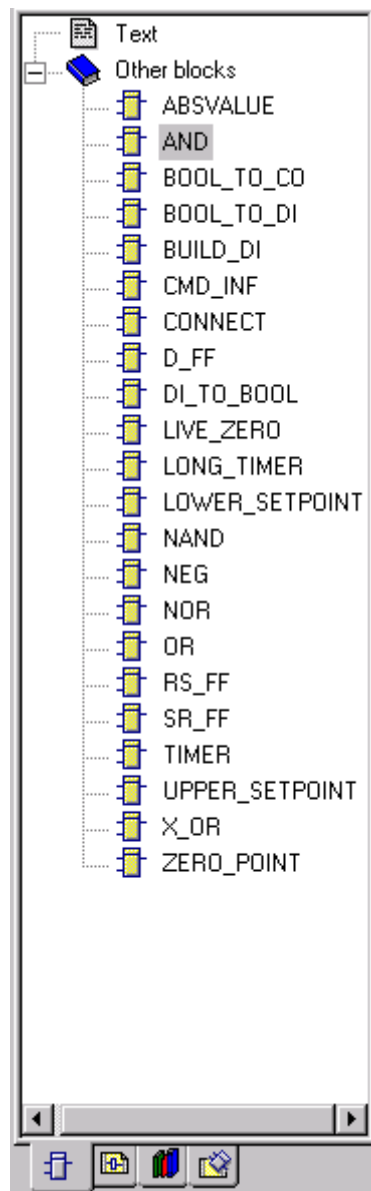 Text
Other blocks
ABSVALUE
AND
BOOL_TO_CO
BOOL_TO_DI
BUILD_DI
CMD_INF
CONNECT
D_FF
DI_TO_BOOL
LIVE_ZERO
LONG_TIMER
LOWER_SETPOINT
NAND
NEG
NOR
OR
RS_FF
SR_FF
TIMER
UPPER_SETPOINT
X_OR
ZERO_POINT